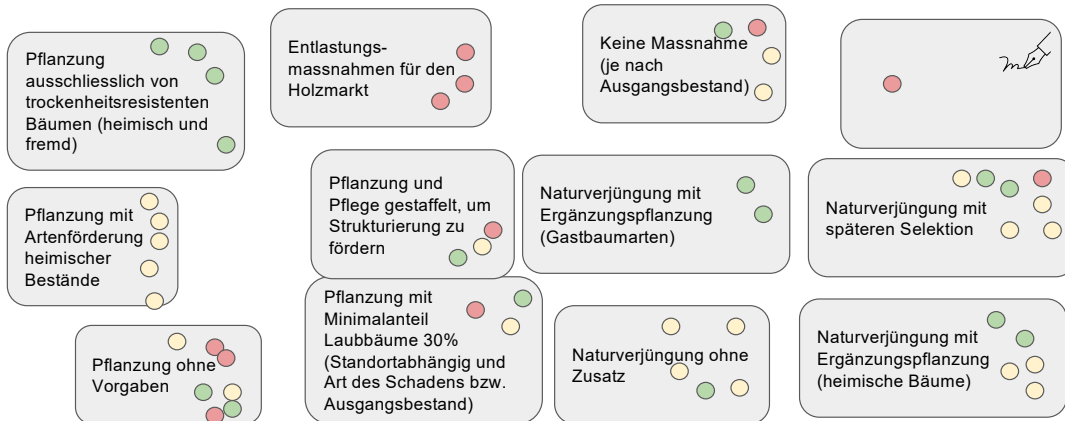 Pflanzung
ausschliesslich von
trockenheitsresistenten
Bäumen (heimisch und
fremd)
Entlastungs-
massnahmen für den
Holzmarkt
Keine Massnahme
(je nach
Ausgangsbestand)
Pflanzung mit
Artenförderung
heimischer
Bestände
Pflanzung und
Pflege gestaffelt, um
Strukturierung zu
fördern
Naturverjüngung mit
Ergänzungspflanzung
(Gastbaumarten)
Naturverjüngung mit
späteren Selektion
Pflanzung ohne
Vorgaben
Pflanzung mit
Minimalanteil
Laubbäume 30%
(Standortabhängig und
Art des Schadens bzw.
Ausgangsbestand)
Naturverjüngung ohne
Zusatz
Naturverjüngung mit
Ergänzungspflanzung
(heimische Bäume)